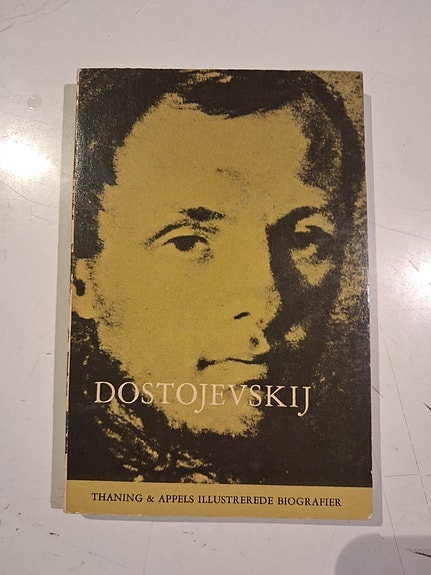 DOSTOJEVSKIJ
THANING & APPELS ILLUSTREREDE BIOGRAFIER